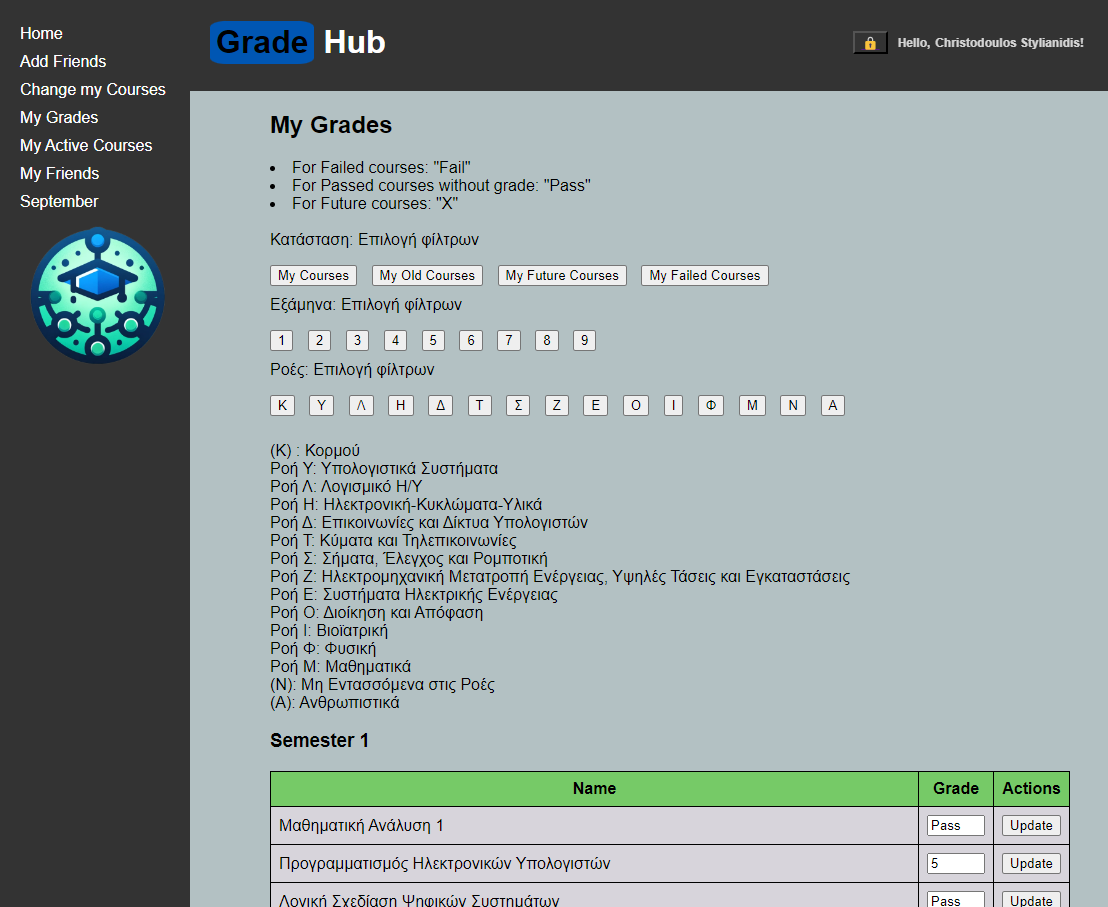 Home
Add Friends
Change my Courses
My Grades
My Active Courses
My Friends
September
Grade Hub
Hello, Christodoulos Stylianidis!
My Grades
For Failed courses: "Fail"
For Passed courses without grade: "Pass"
For Future courses: "X"
Κατάσταση: Επιλογή φίλτρων
My Courses My Old Courses My Future Courses My Failed Courses
Εξάμηνα: Επιλογή φίλτρων
1 2 3 4 5 6 7 8 9
Ροές: Επιλογή φίλτρων
Κ Υ Λ Η Δ Τ Σ Ζ Ε Ο Ι Φ Μ Ν Α
(Κ) : Κορμού
Ροή Υ: Υπολογιστικά Συστήματα
Ροή Λ: Λογισμικό Η/Υ
Ροή Η: Ηλεκτρονική-Κυκλώματα-Υλικά
Ροή Δ: Επικοινωνίες και Δίκτυα Υπολογιστών
Ροή Τ: Κύματα και Τηλεπικοινωνίες
Ροή Σ: Σήματα, Έλεγχος και Ρομποτική
Ροή Ζ: Ηλεκτρομηχανική Μετατροπή Ενέργειας, Υψηλές Τάσεις και Εγκαταστάσεις
Ροή Ε: Συστήματα Ηλεκτρικής Ενέργειας
Ροή Ο: Διοίκηση και Απόφαση
Ροή Ι: Βιοϊατρική
Ροή Φ: Φυσική
Ροή Μ: Μαθηματικά
(Ν): Μη Εντασσόμενα στις Ροές
(Α): Ανθρωπιστικά
Semester 1
Name Grade Actions
Μαθηματική Ανάλυση 1 Pass Update
Προγραμματισμός Ηλεκτρονικών Υπολογιστών 5 Update
Λογική Σχεδίαση Ψηφικών Συστημάτων Pass Update